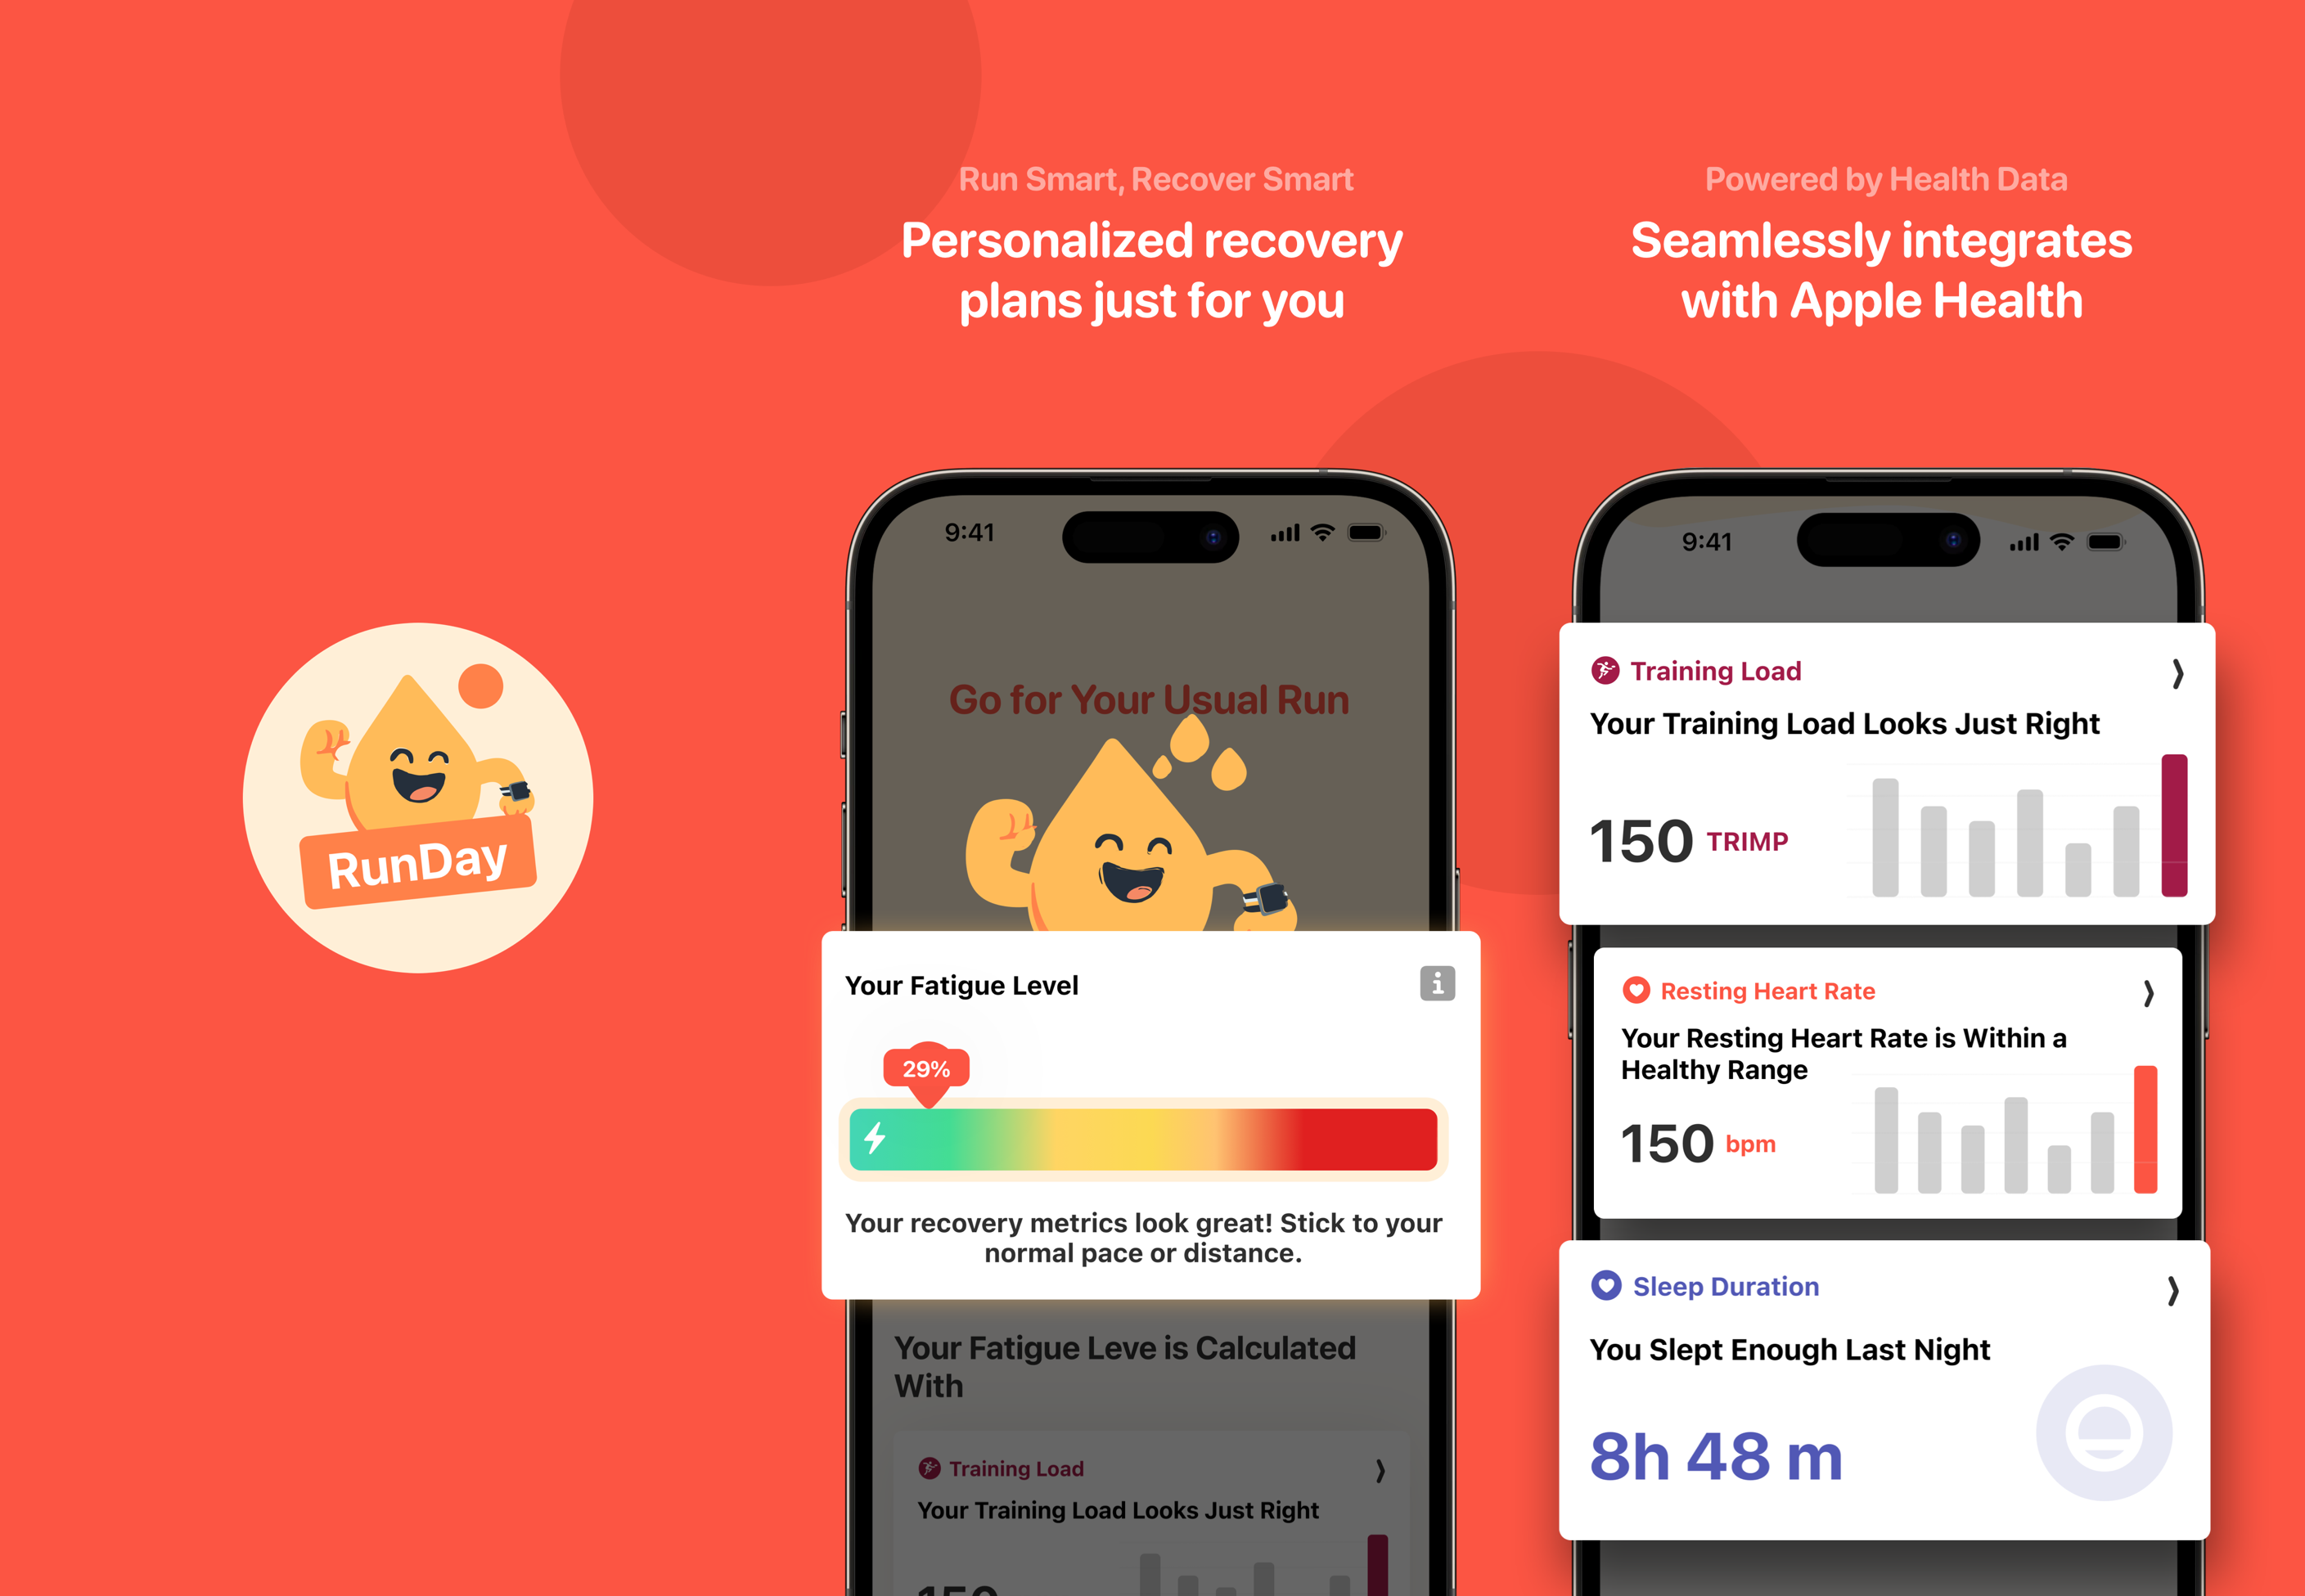 RunDay
Run Smart, Recover Smart
Personalized recovery
plans just for you
9:41
Go for Your Usual Run
Your Fatigue Level
29%
Your recovery metrics look great! Stick to your
normal pace or distance.
Your Fatigue Leve is Calculated
With
Training Load
Your Training Load Looks Just Right
150
Powered by Health Data
Seamlessly integrates
with Apple Health
9:41
Training Load
Your Training Load Looks Just Right
150 TRIMP
Resting Heart Rate
Your Resting Heart Rate is Within a
Healthy Range
150 bpm
Sleep Duration
You Slept Enough Last Night
8h 48 m